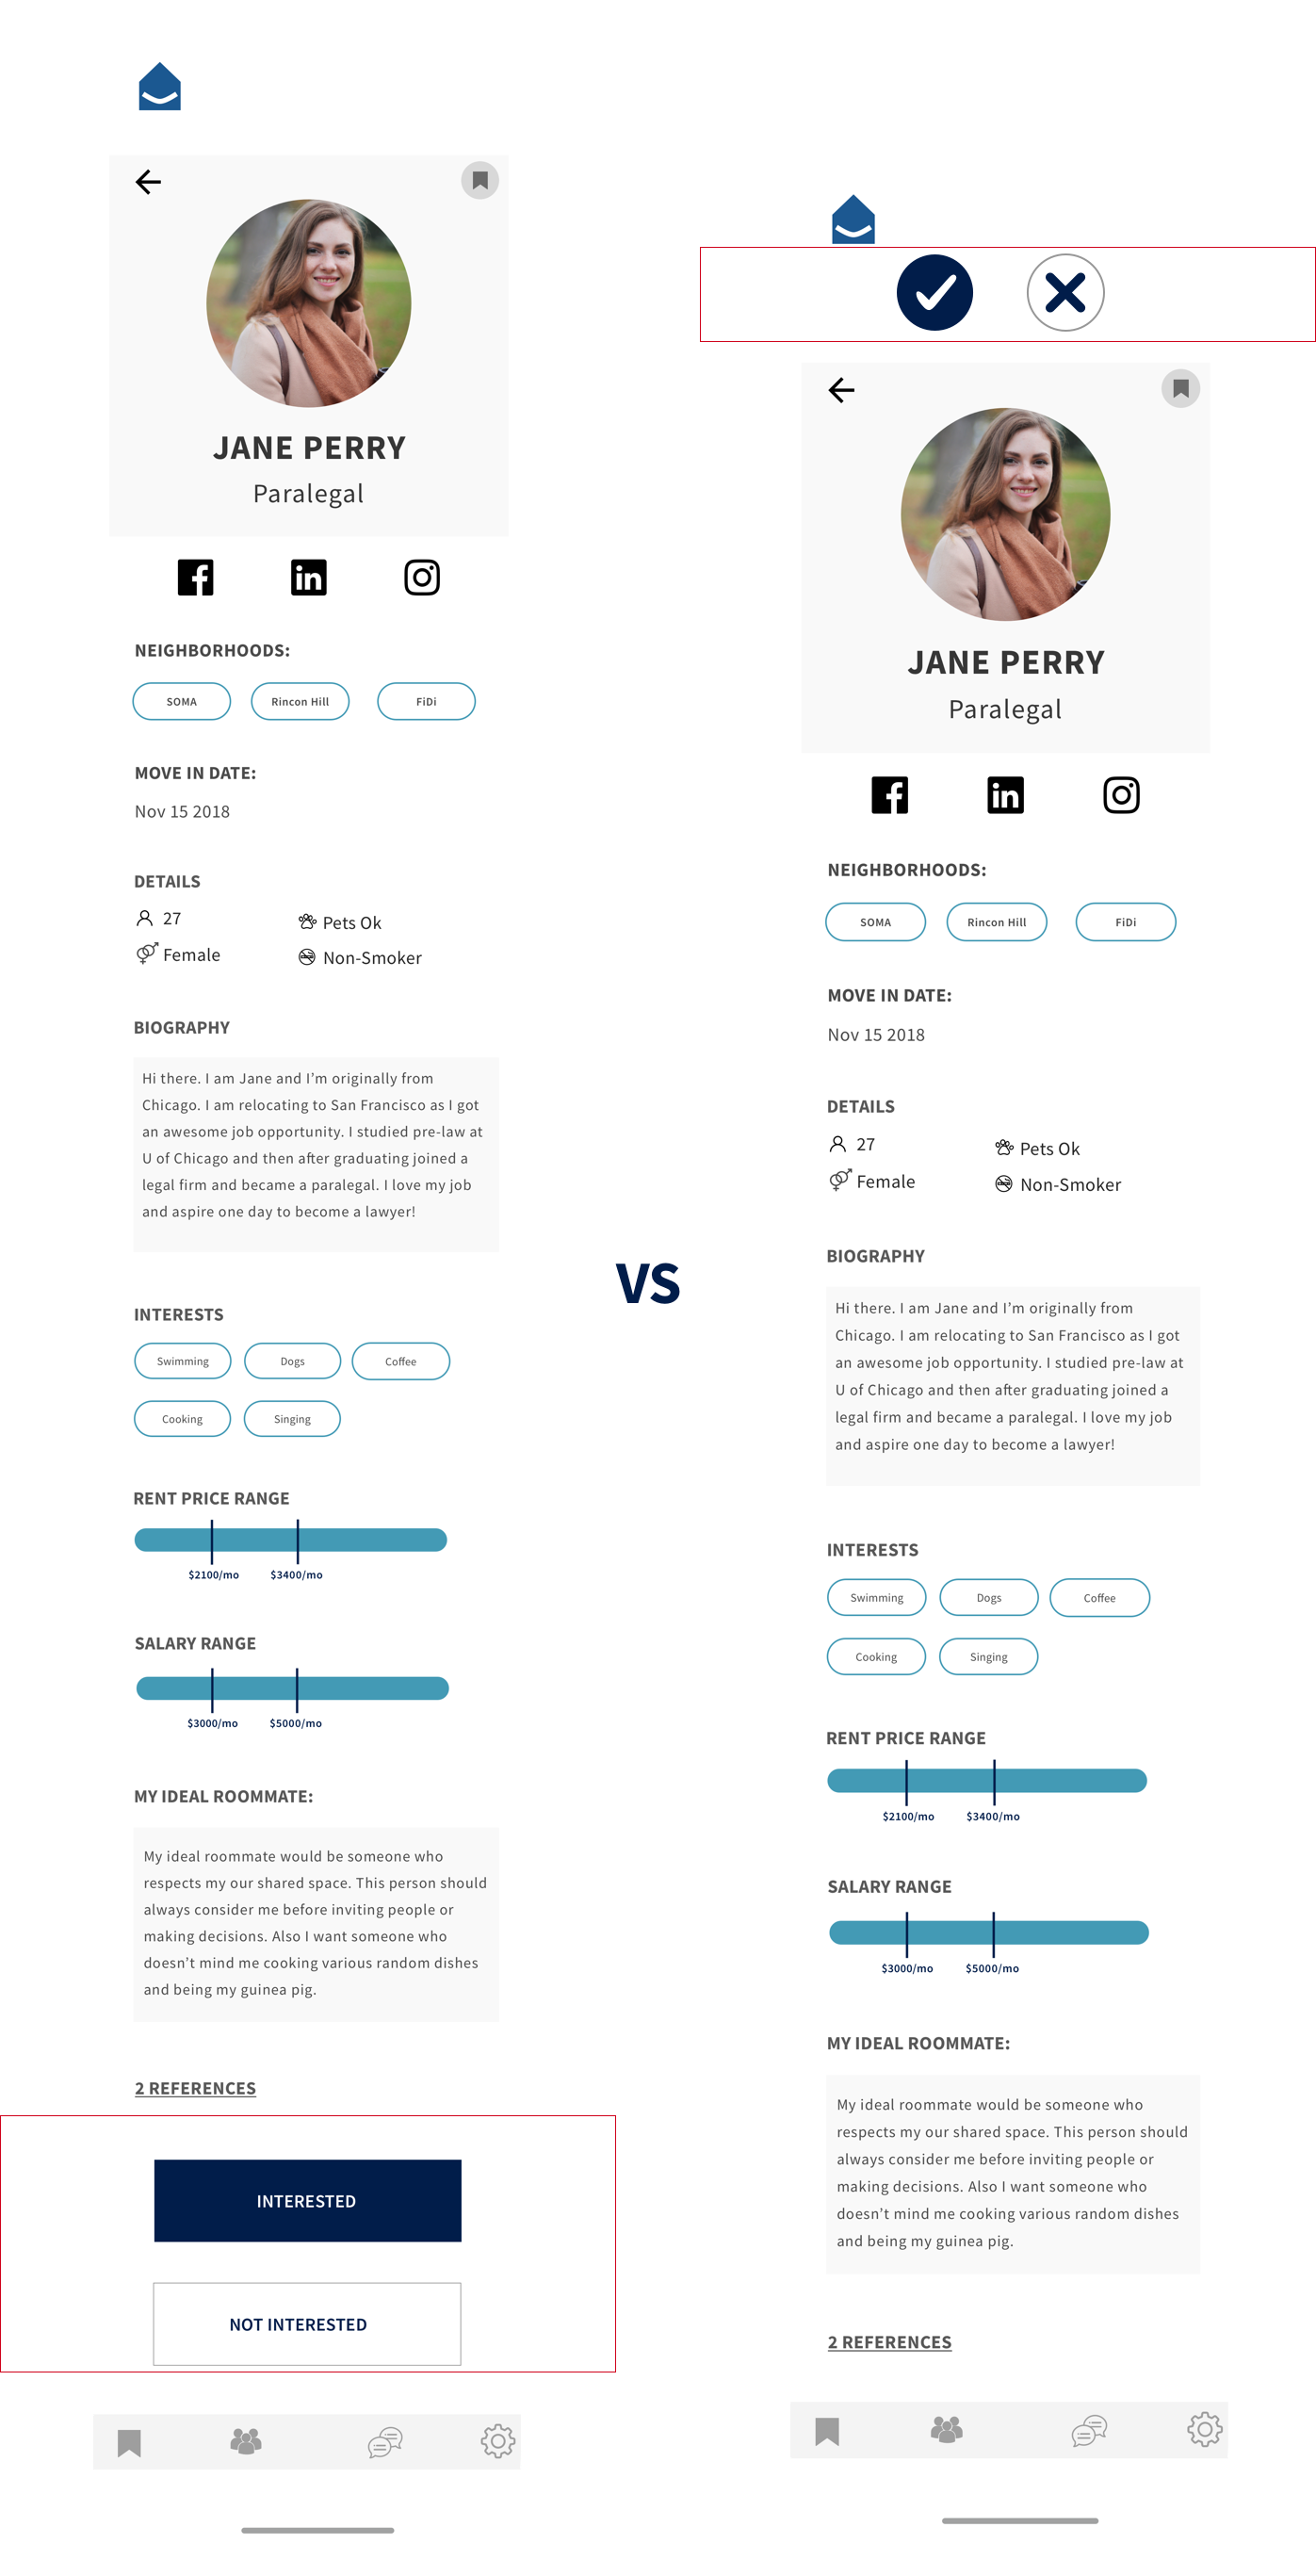 JANE PERRY
Paralegal
NEIGHBORHOODS:
SOMA Rincon Hill FiDi
MOVE IN DATE:
Nov 15 2018
DETAILS
27 Pets Ok
Female Non-Smoker
BIOGRAPHY
Hi there. I am Jane and I’m originally from
Chicago. I am relocating to San Francisco as I got
an awesome job opportunity. I studied pre-law at
U of Chicago and then after graduating joined a
legal firm and became a paralegal. I love my job
and aspire one day to become a lawyer!
INTERESTS
Swimming Dogs Coffee
Cooking Singing
RENT PRICE RANGE
$2100/mo $3400/mo
SALARY RANGE
$3000/mo $5000/mo
MY IDEAL ROOMMATE:
My ideal roommate would be someone who
respects my our shared space. This person should
always consider me before inviting people or
making decisions. Also I want someone who
doesn’t mind me cooking various random dishes
and being my guinea pig.
2 REFERENCES
INTERESTED
NOT INTERESTED
VS
JANE PERRY
Paralegal
NEIGHBORHOODS:
SOMA Rincon Hill FiDi
MOVE IN DATE:
Nov 15 2018
DETAILS
27 Pets Ok
Female Non-Smoker
BIOGRAPHY
Hi there. I am Jane and I’m originally from
Chicago. I am relocating to San Francisco as I got
an awesome job opportunity. I studied pre-law at
U of Chicago and then after graduating joined a
legal firm and became a paralegal. I love my job
and aspire one day to become a lawyer!
INTERESTS
Swimming Dogs Coffee
Cooking Singing
RENT PRICE RANGE
$2100/mo $3400/mo
SALARY RANGE
$3000/mo $5000/mo
MY IDEAL ROOMMATE:
My ideal roommate would be someone who
respects my our shared space. This person should
always consider me before inviting people or
making decisions. Also I want someone who
doesn’t mind me cooking various random dishes
and being my guinea pig.
2 REFERENCES